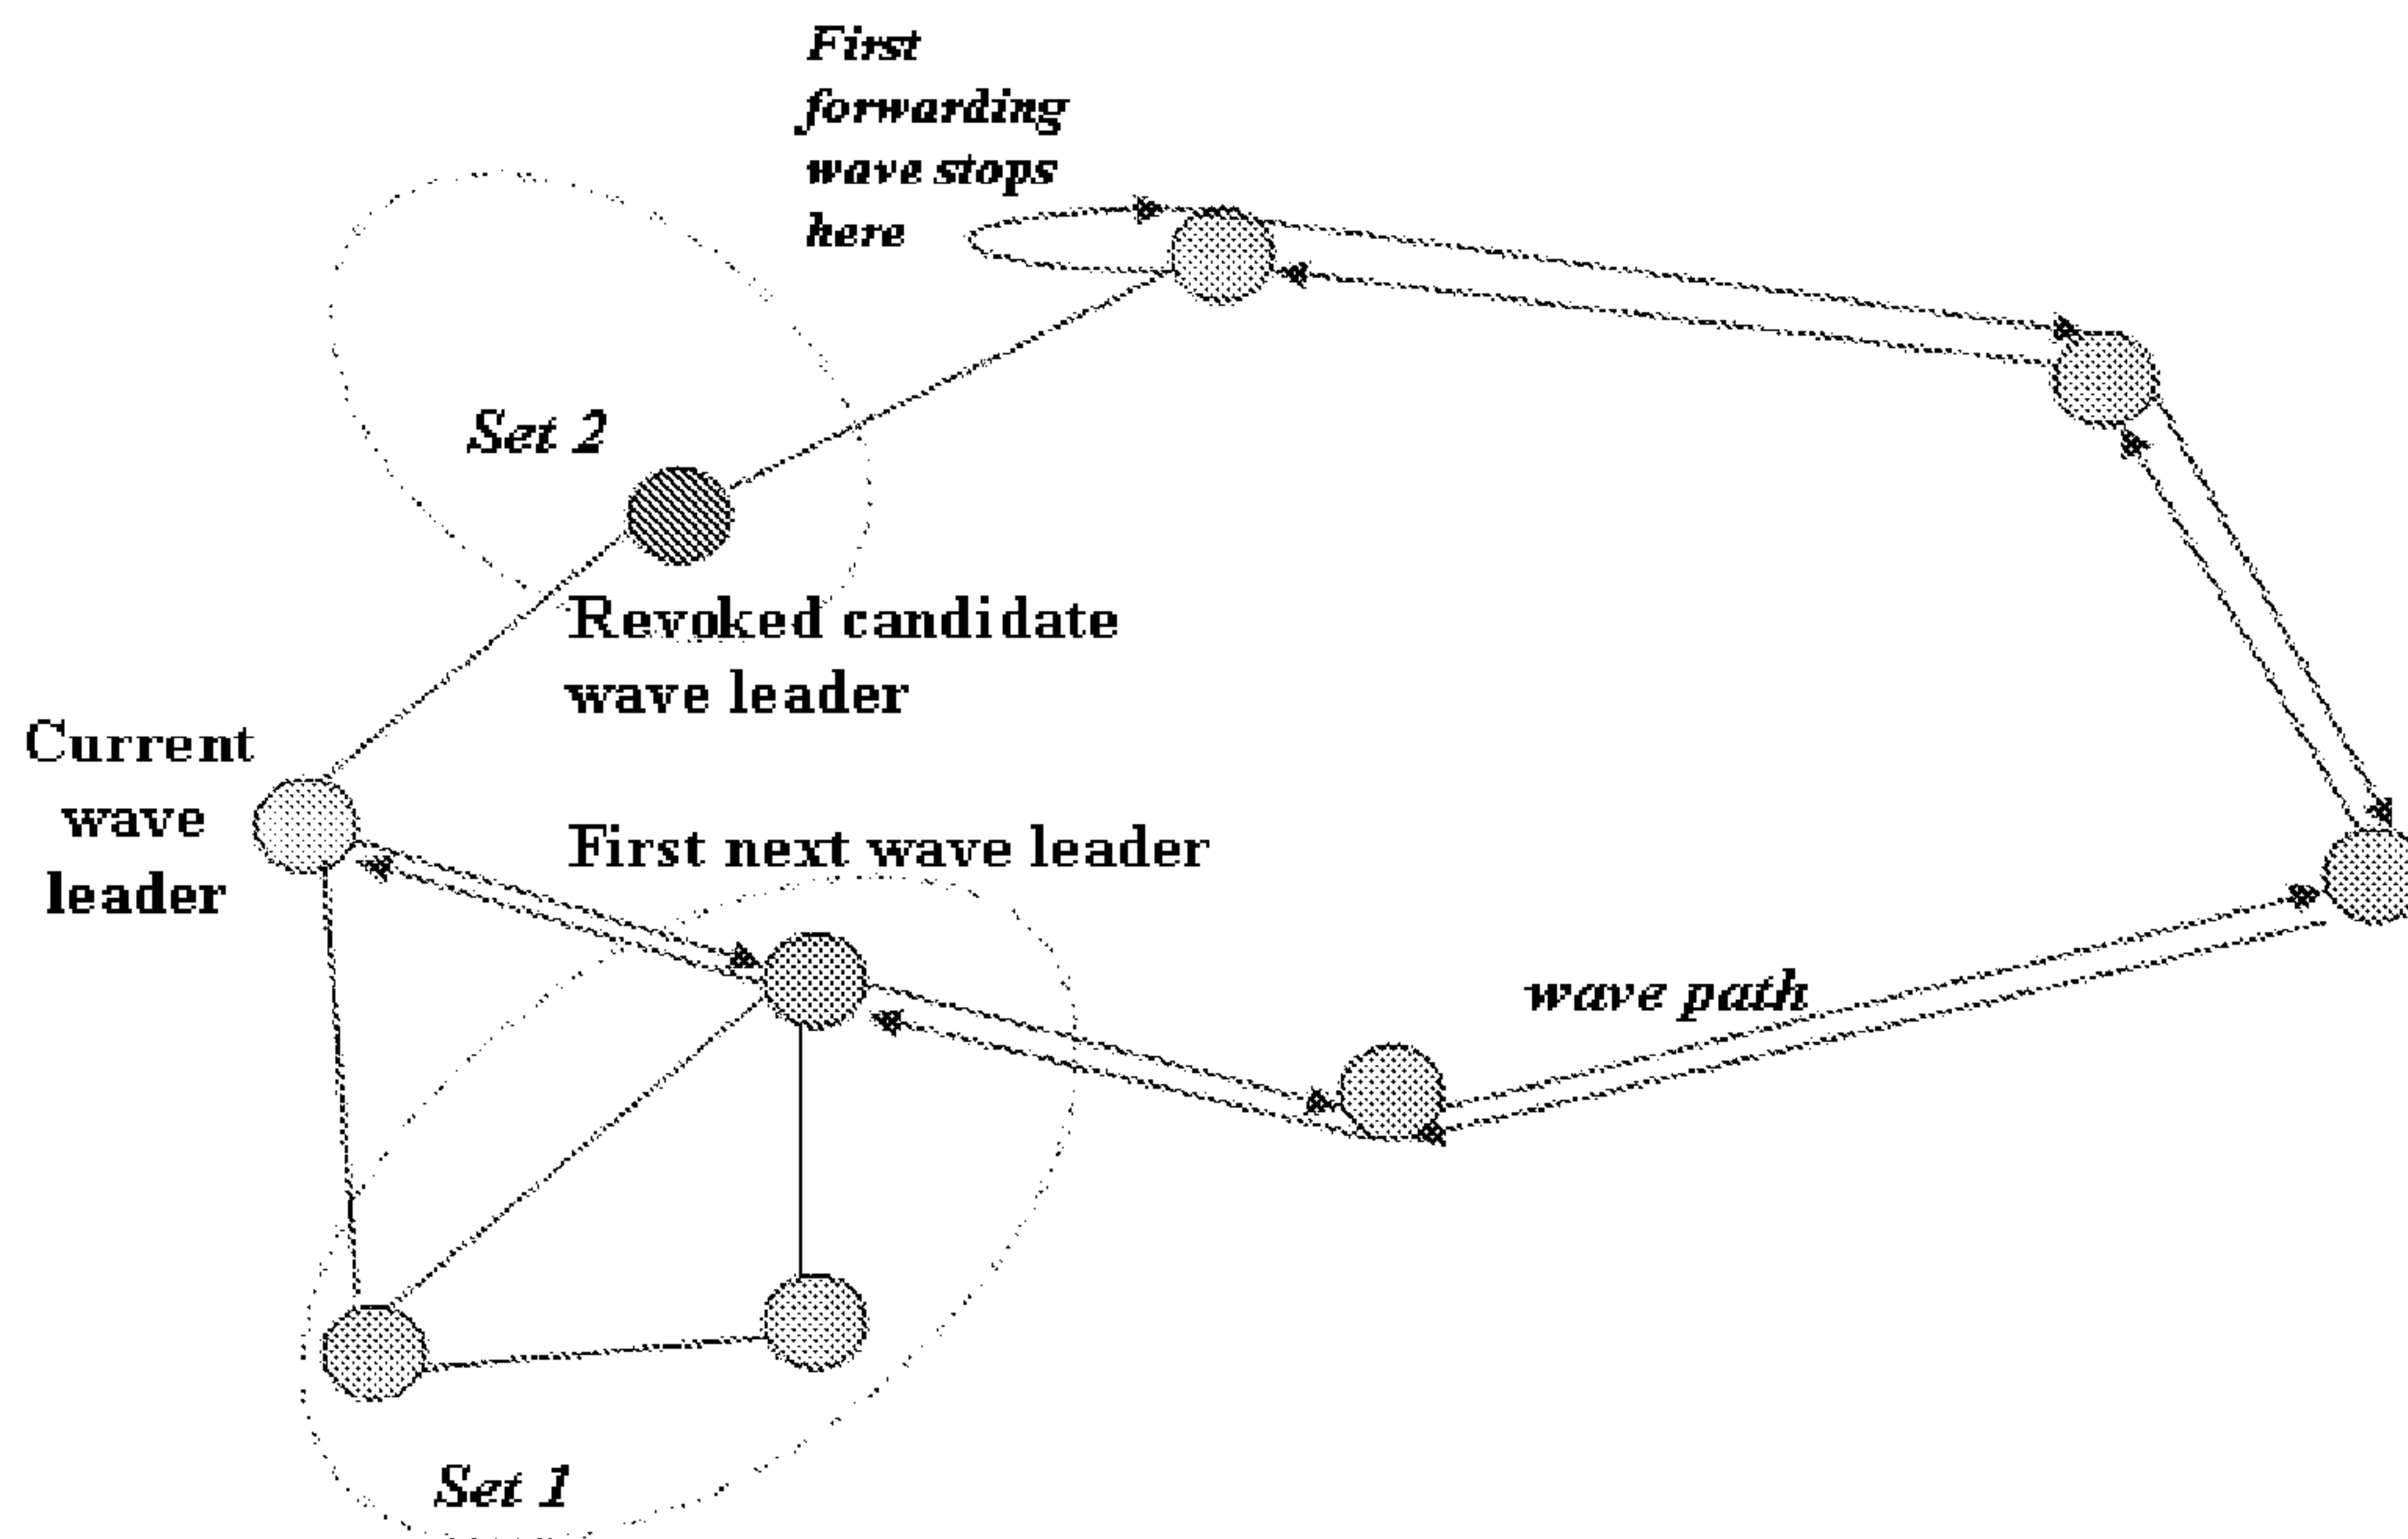 First
forwarding
wave stops
here
Set 2
Revoked candidate
wave leader
Current
wave
leader
First next wave leader
wave path
Set 1